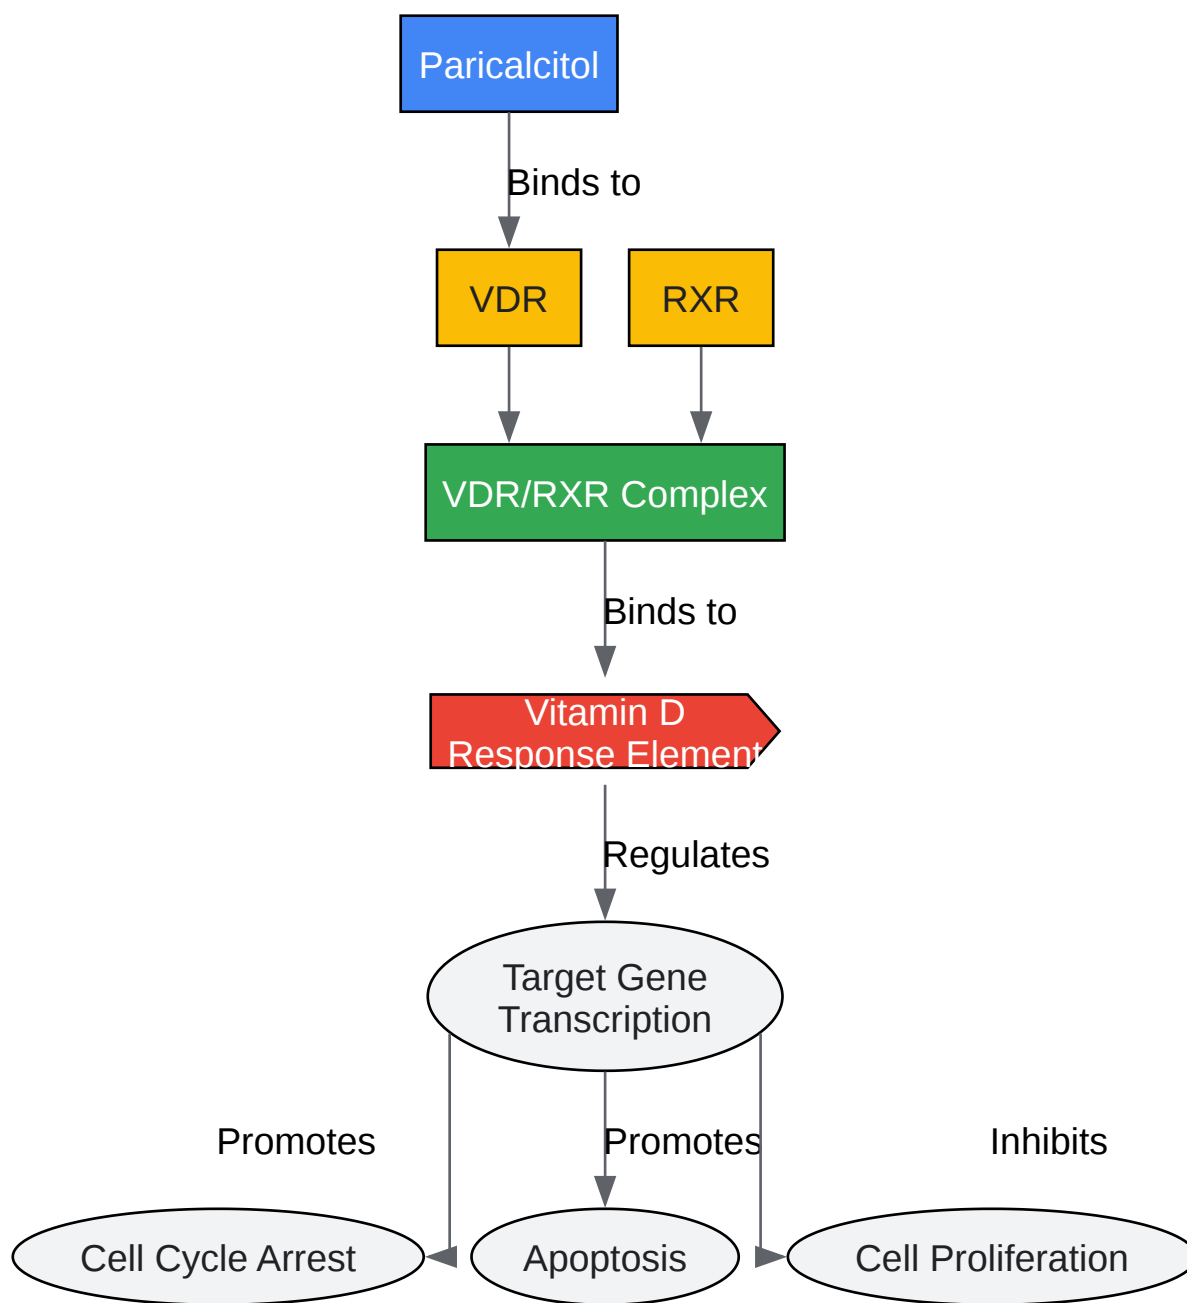 Paricalcitol
Binds to
VDR
RXR
VDR/RXR Complex
Binds to
Vitamin D
Response Element
Regulates
Target Gene
Transcription
Promotes
Promotes
Inhibits
Cell Cycle Arrest
Apoptosis
Cell Proliferation